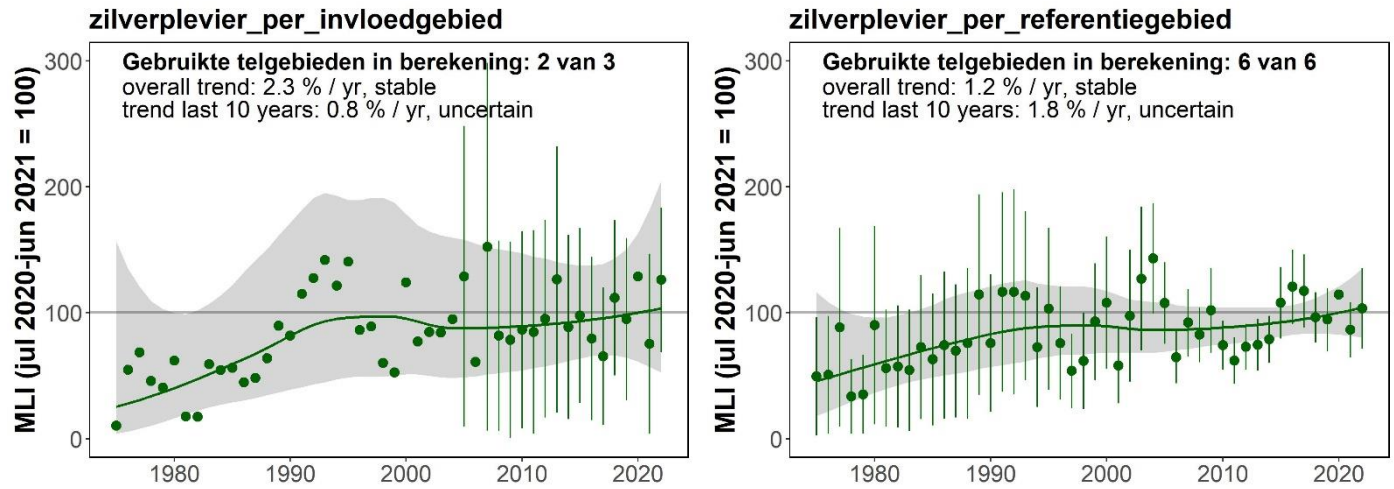 zilverplevier_per_invloedgebied
Gebruikte telgebieden in berekening: 2 van 3
overall trend: 2.3 % / yr, stable
trend last 10 years: 0.8 % / yr, uncertain
MLI (jul 2020-jun 2021 = 100)
300
200
100
0
1980 1990 2000 2010 2020
zilverplevier_per_referentiegebied
Gebruikte telgebieden in berekening: 6 van 6
overall trend: 1.2 % / yr, stable
trend last 10 years: 1.8 % / yr, uncertain
MLI (jul 2020-jun 2021 = 100)
300
200
100
0
1980 1990 2000 2010 2020